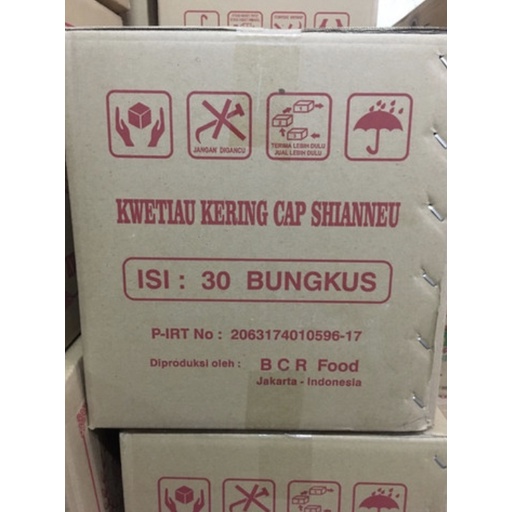 JANGAN DIGANCU
TERIMA LEBIH DULU
JUAL LEBIH DULU
KWETIAU KERING CAP SHIANNEU
ISI : 30 BUNGKUS
P-IRT No : 2063174010596-17
Diproduksi oleh : B C R Food
Jakarta - Indonesia